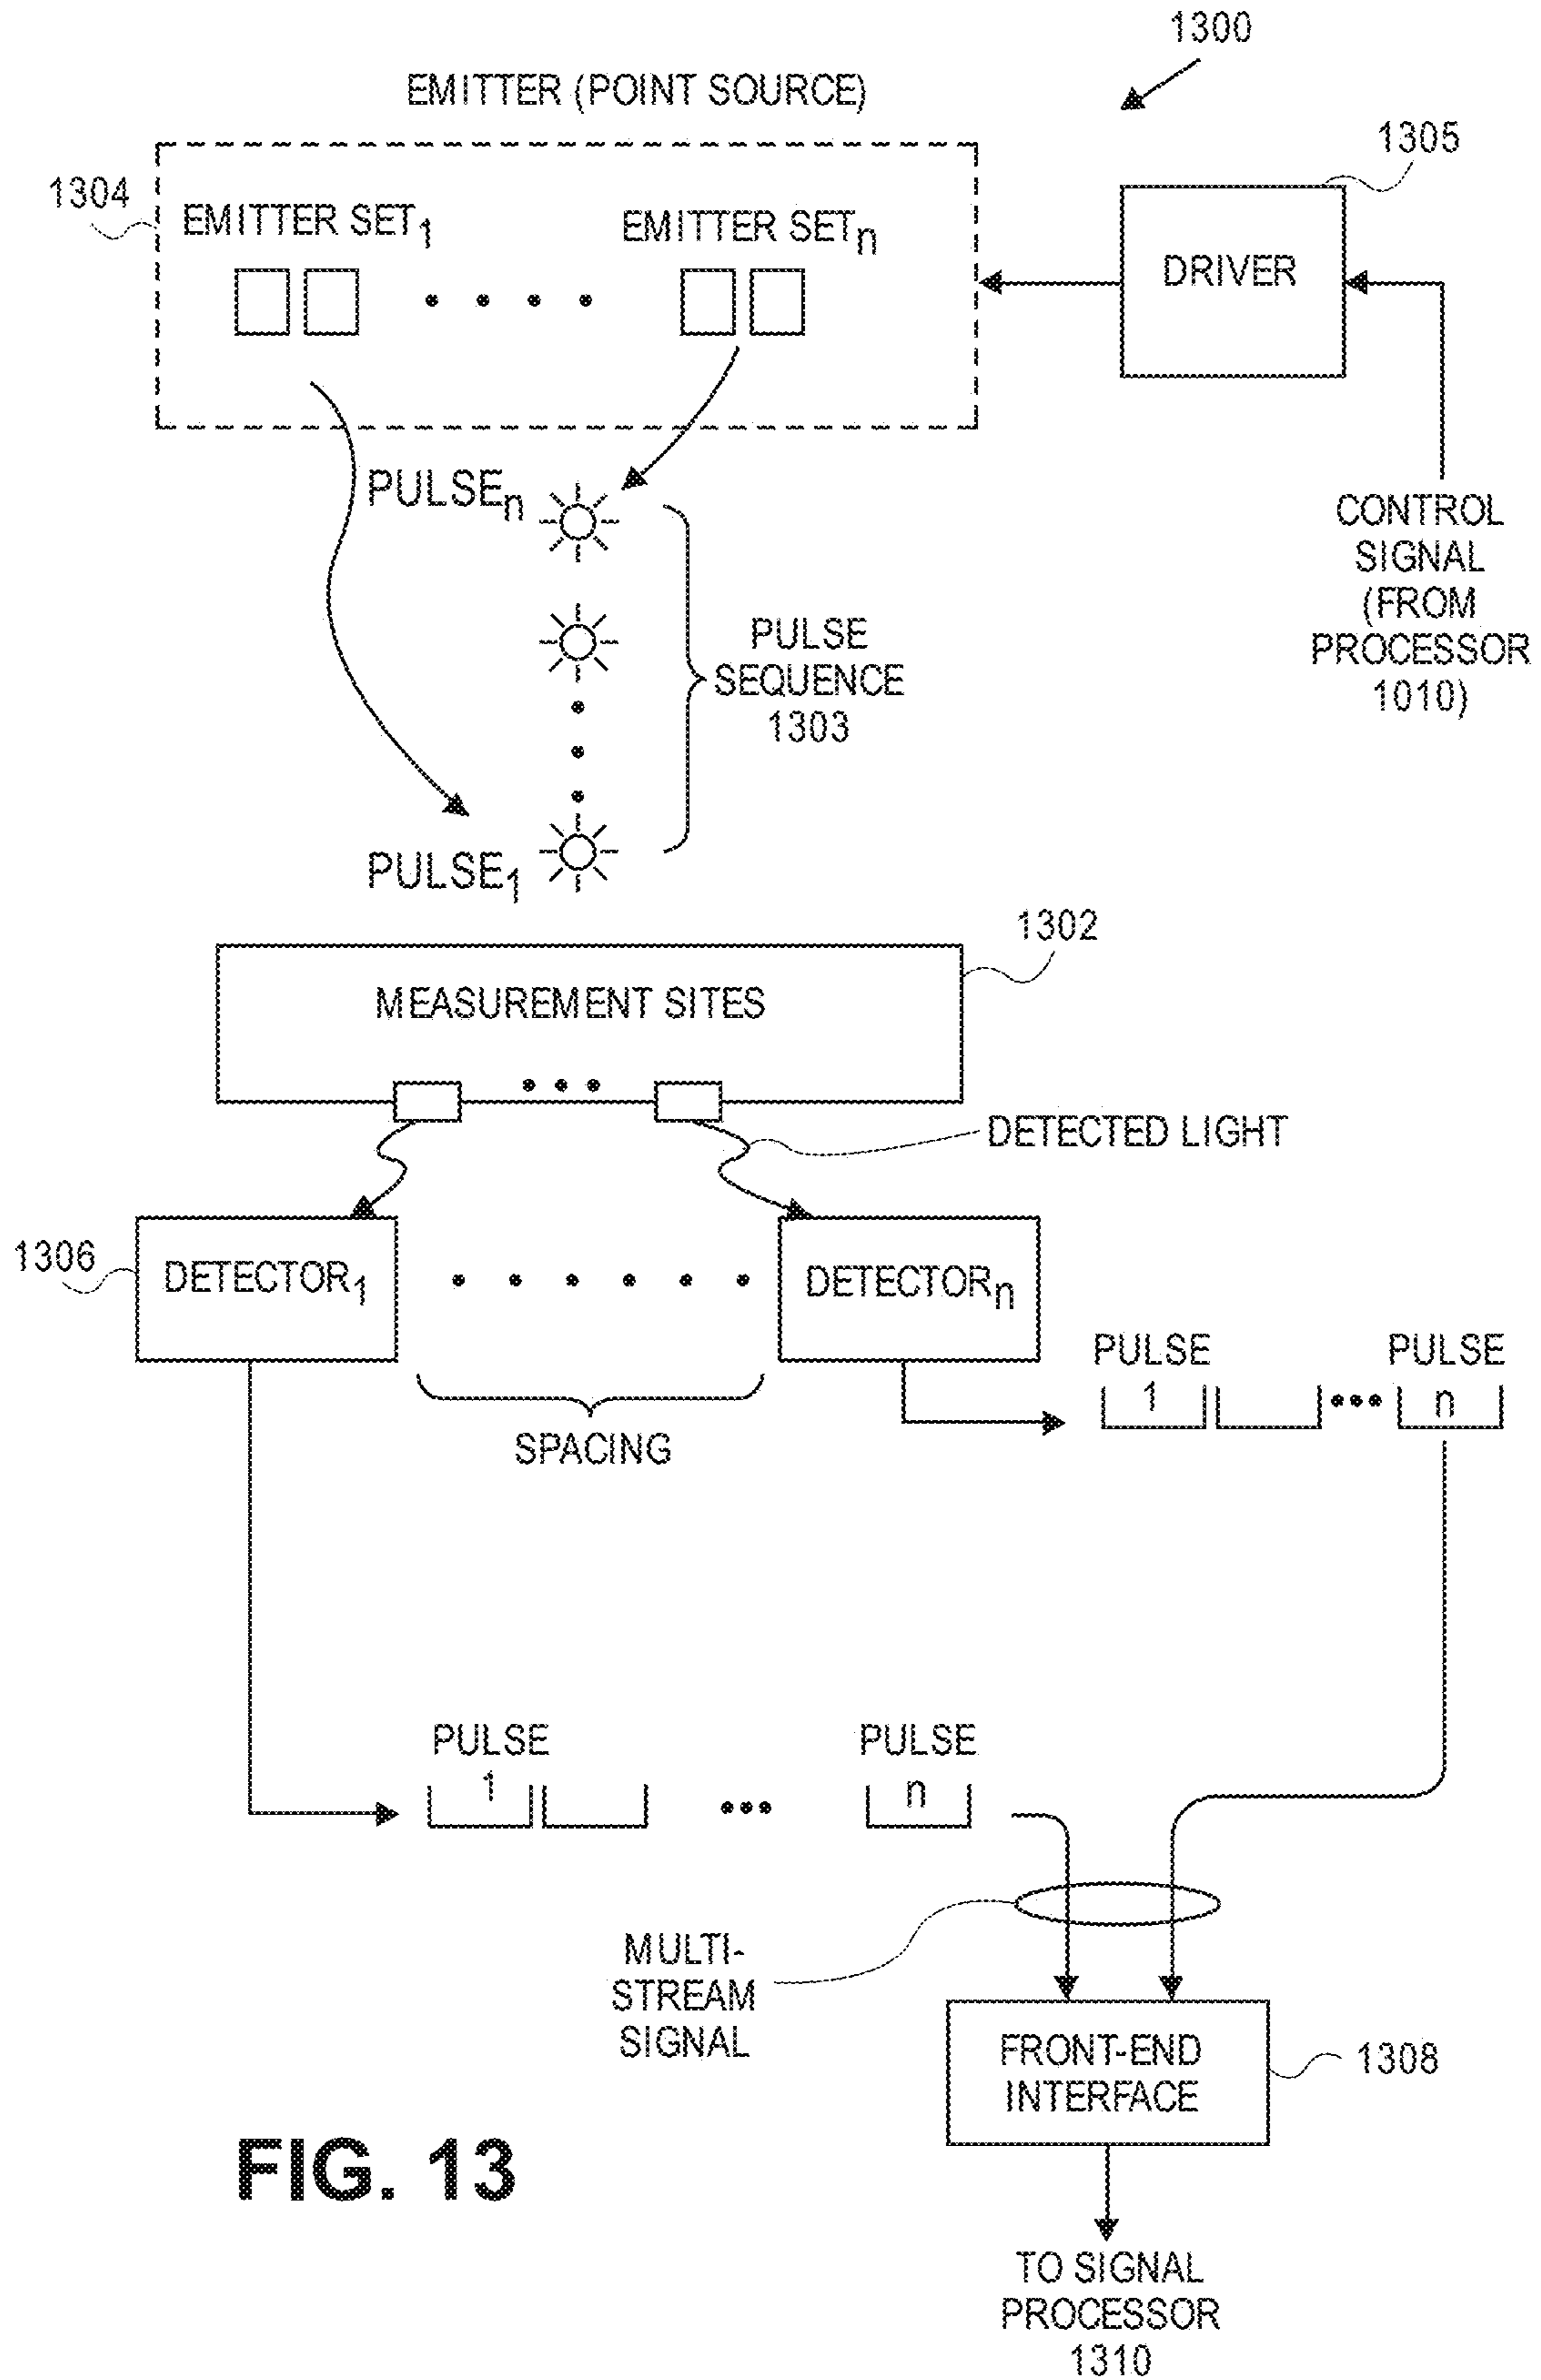 1300
EMITTER (POINT SOURCE)
1305
1304
EMITTER SET1
EMITTER SETn
DRIVER
PULSEn
CONTROL
SIGNAL
(FROM
PROCESSOR
1010)
PULSE
SEQUENCE
1303
PULSE1
1302
MEASUREMENT SITES
DETECTED LIGHT
1306
DETECTOR1
DETECTORn
PULSE
1
PULSE
n
SPACING
PULSE
1
PULSE
n
MULTI-
STREAM
SIGNAL
FRONT-END
INTERFACE
1308
FIG. 13
TO SIGNAL
PROCESSOR
1310